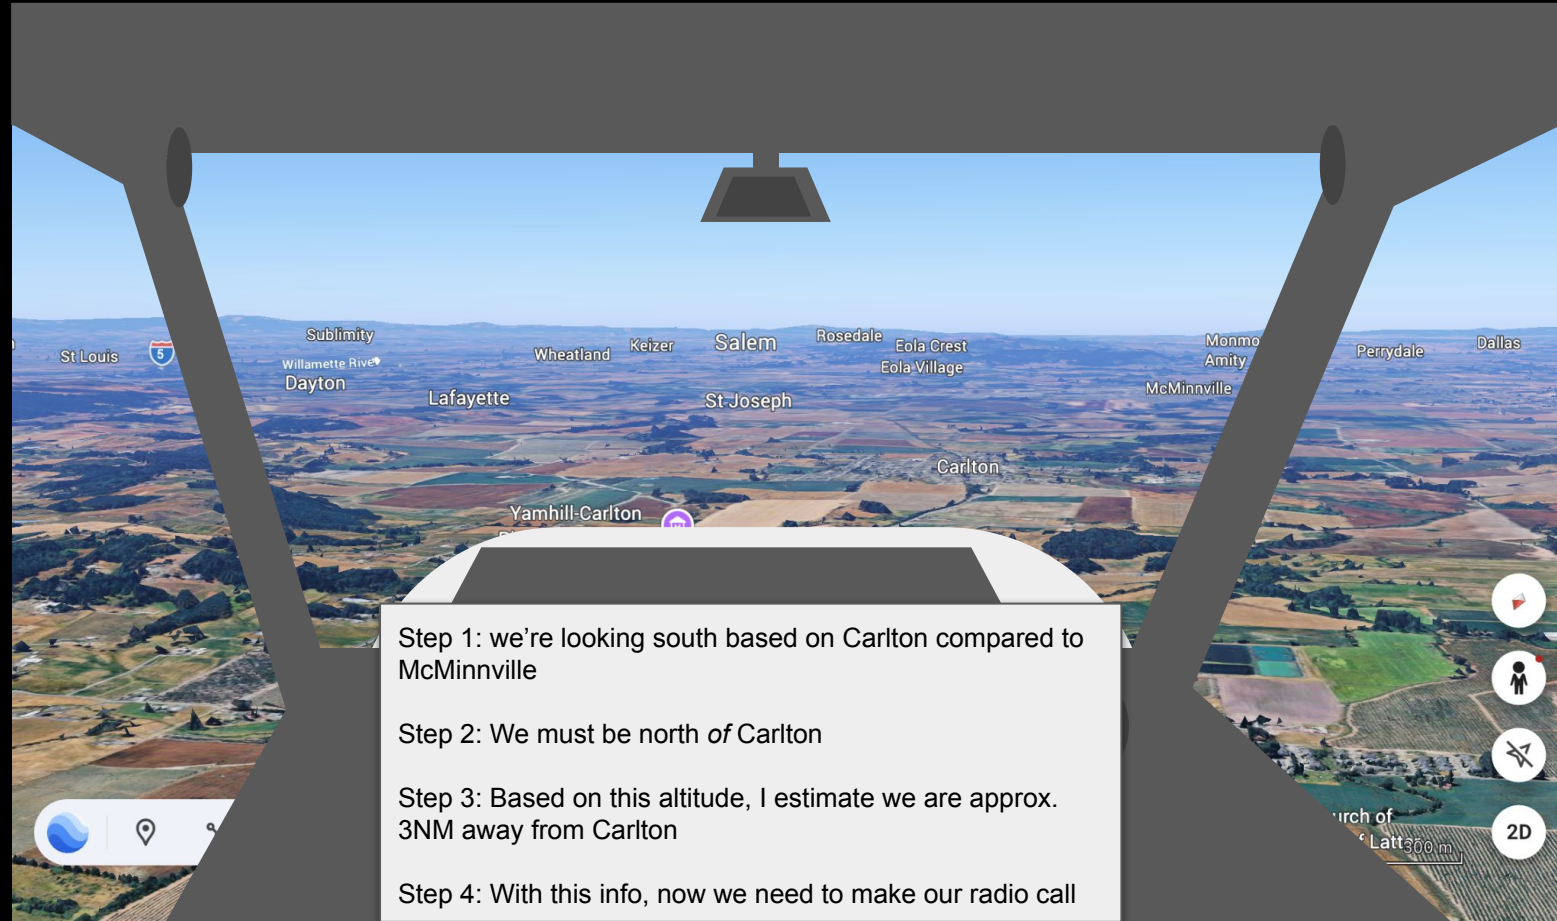 Sublimity
Keizer
Salem
Rosedale
Eola Crest
Monmo
St Louis
5
Willamette River
Wheatland
Eola Village
Amity
Perrydale
Dallas
Dayton
McMinnville
Lafayette
St Joseph
Carlton
Yamhill-Carlton
Step 1: we’re looking south based on Carlton compared to
McMinnville
Step 2: We must be north of Carlton
Step 3: Based on this altitude, I estimate we are approx.
3NM away from Carlton
Step 4: With this info, now we need to make our radio call
urch of
300 m
2D